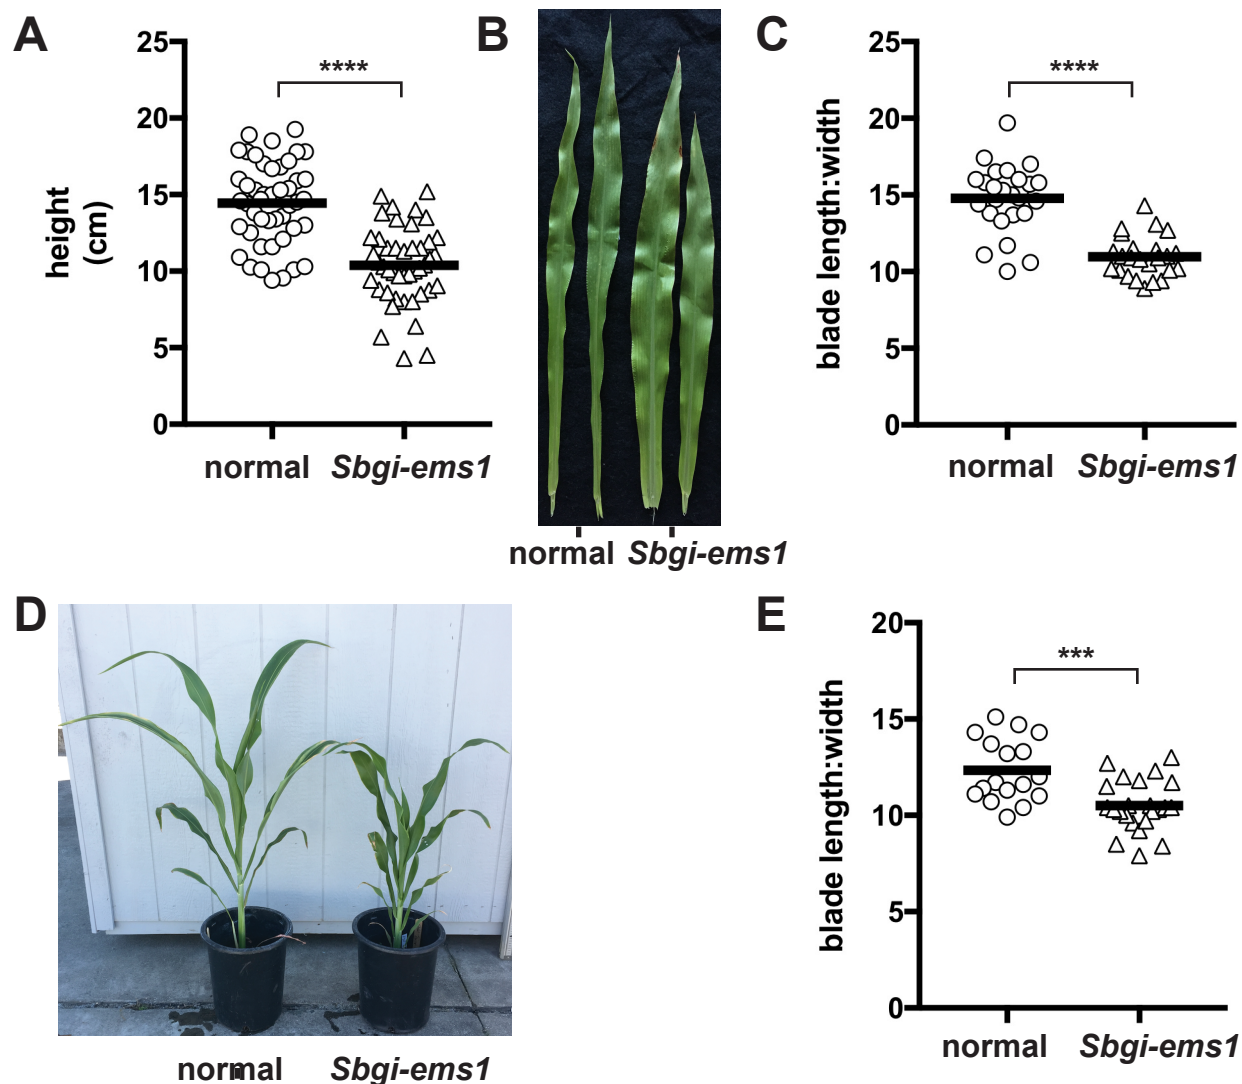 A
25
20
15
10
5
0
height
(cm)
****
normal
Sbgi-ems1
B
normal
Sbgi-ems1
C
25
20
15
10
5
0
blade length:width
****
normal
Sbgi-ems1
D
normal
Sbgi-ems1
E
20
15
10
5
0
blade length:width
***
normal
Sbgi-ems1